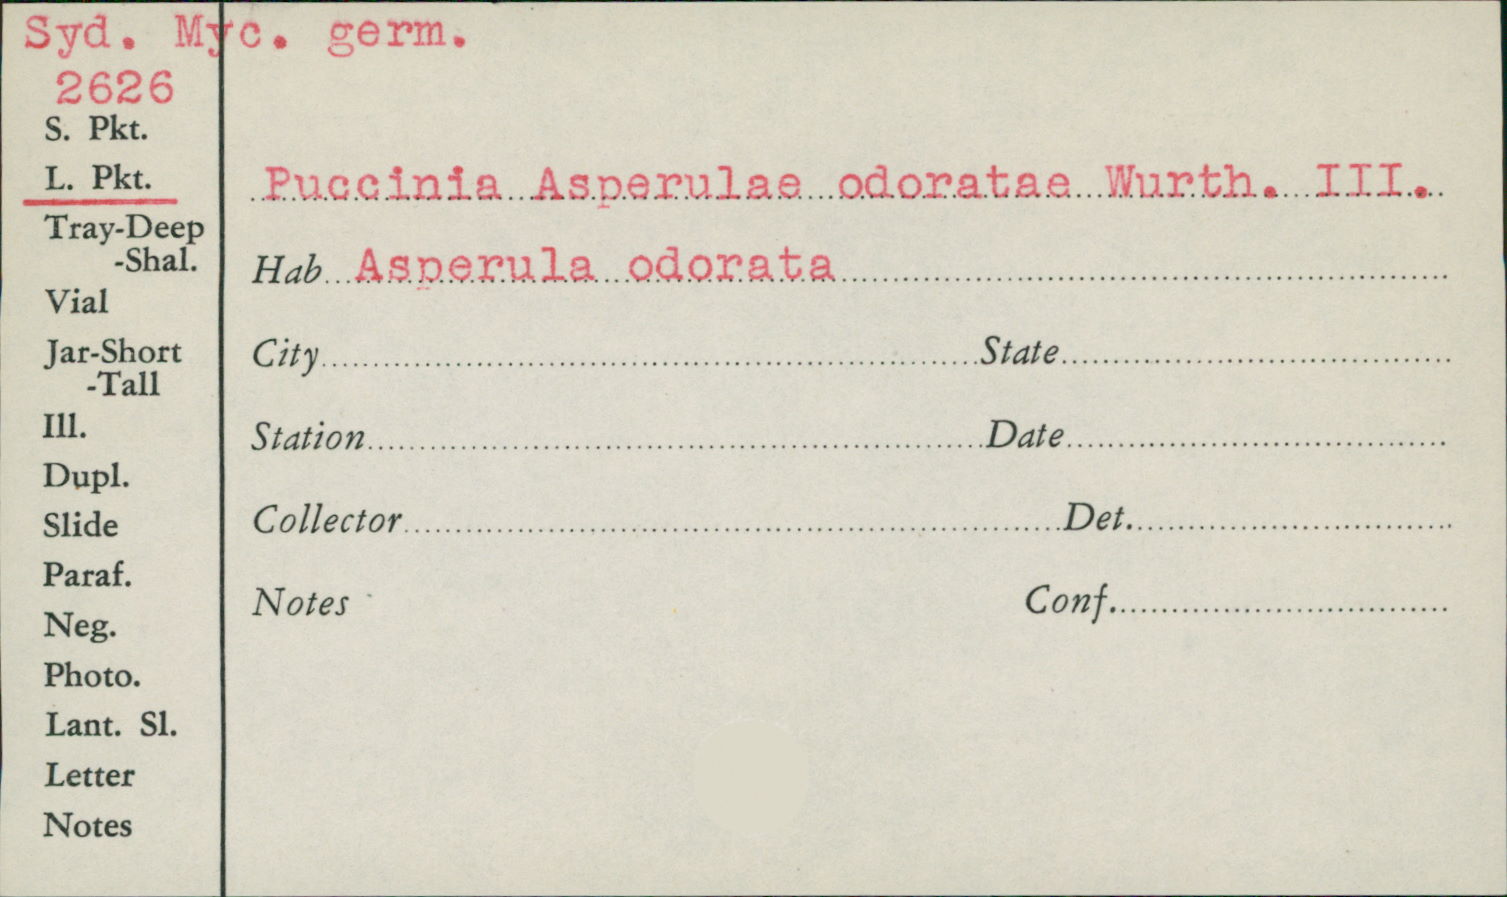 Syd. Myc. germ.
2626
S. Pkt.
L. Pkt.
Tray-Deep
-Shal.
Vial
Jar-Short
-Tall
Ill.
Dupl.
Slide
Paraf.
Neg.
Photo.
Lant. Sl.
Letter
Notes
Puccinia Asperulae odoratae Wurth. III.
Hab Asperula odorata
City State
Station Date
Collector Det.
Notes Conf.